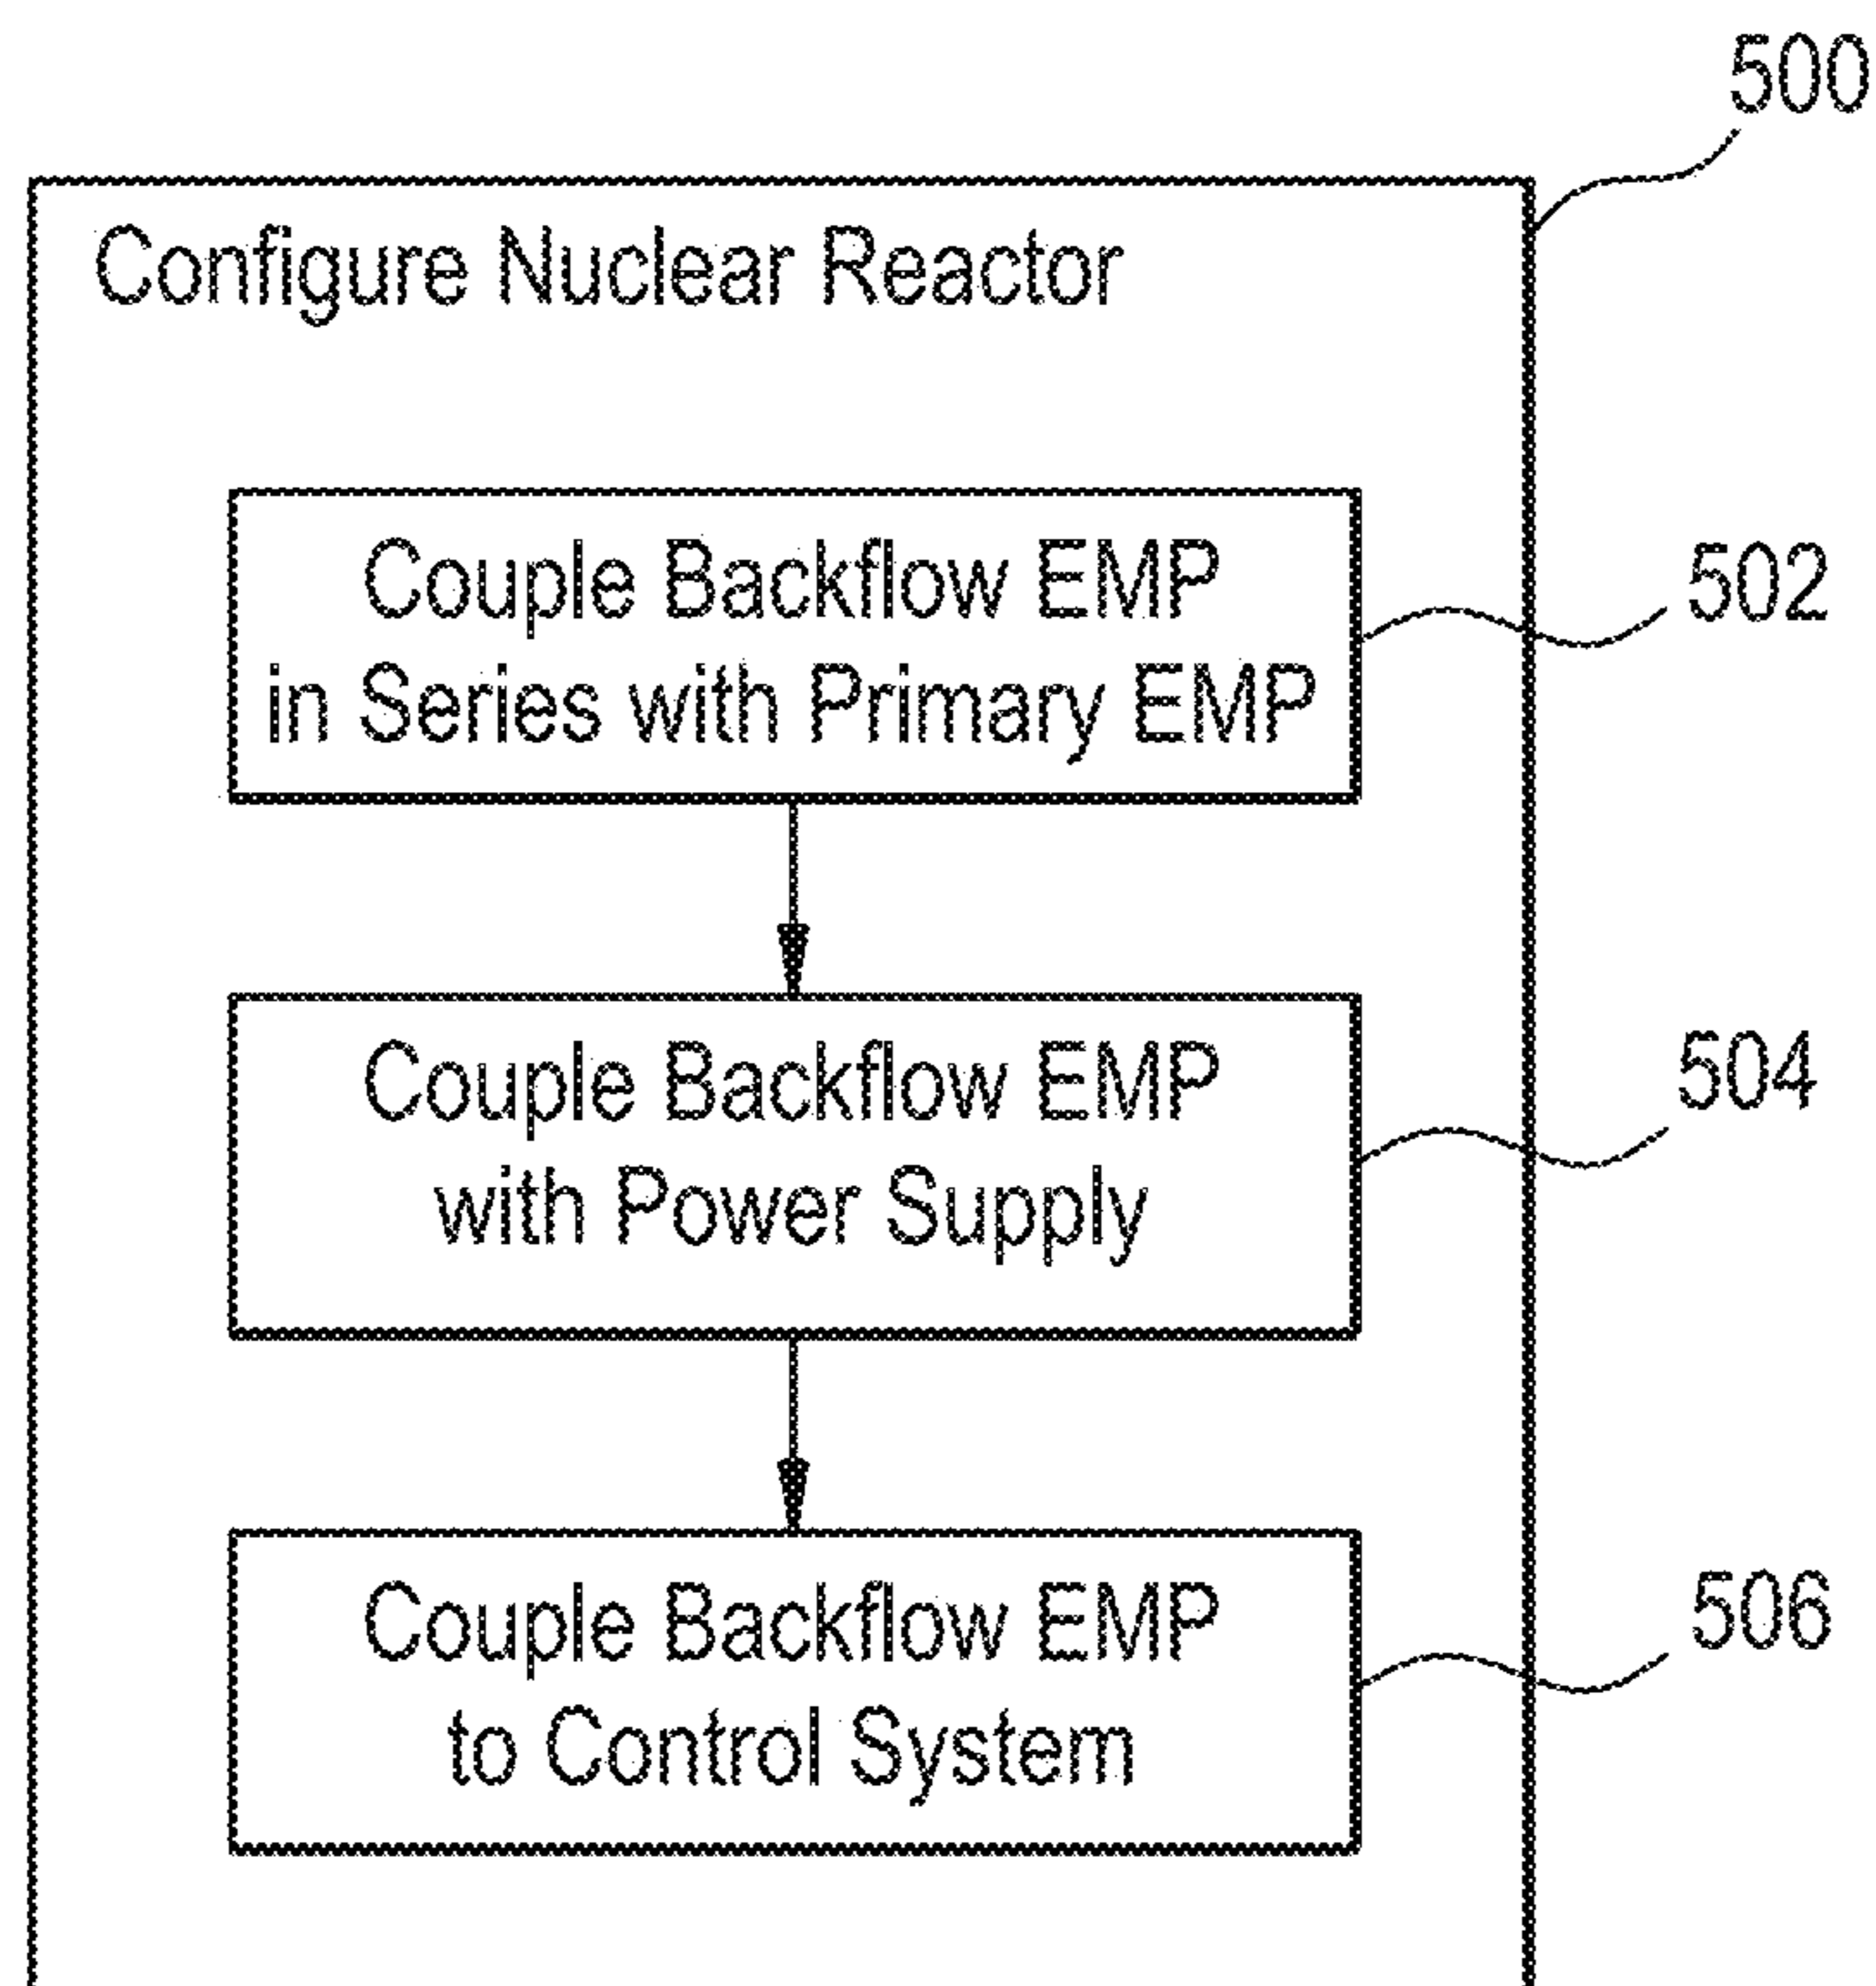 500
Configure Nuclear Reactor
Couple Backflow EMP
in Series with Primary EMP
502
Couple Backflow EMP
with Power Supply
504
Couple Backflow EMP
to Control System
506